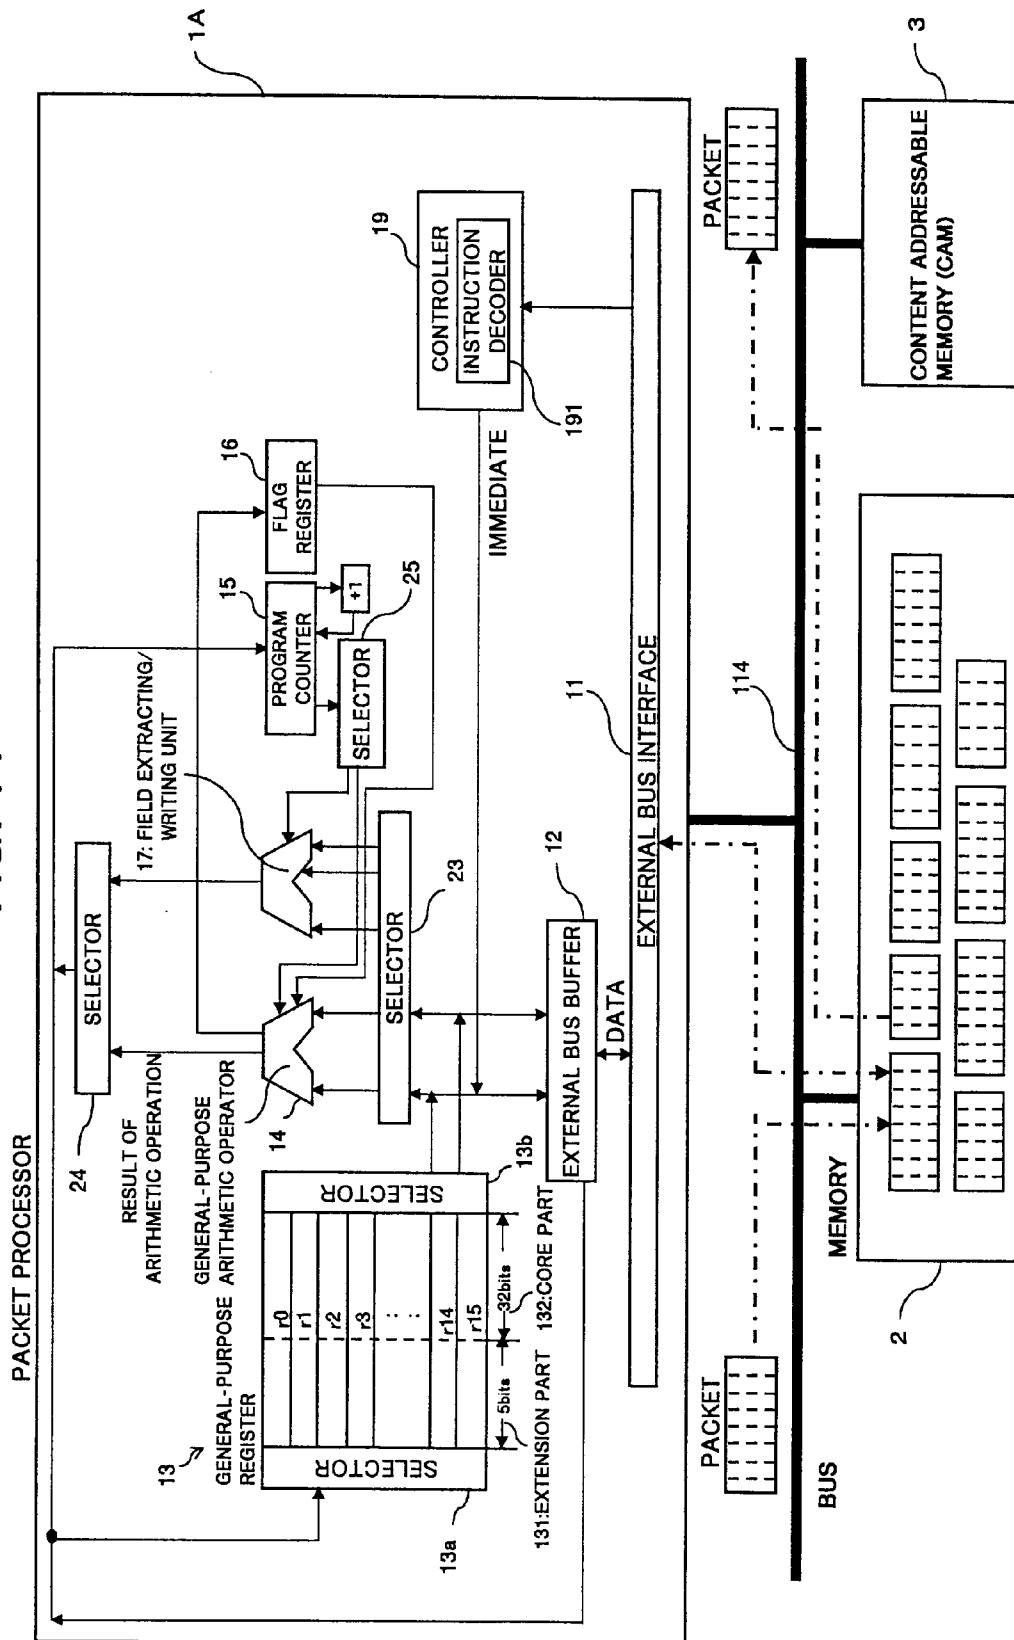 PACKET PROCESSOR
1A
24
SELECTOR
RESULT OF
ARITHMETIC OPERATION
17: FIELD EXTRACTING/
WRITING UNIT
13
GENERAL-PURPOSE
REGISTER
GENERAL-PURPOSE
ARITHMETIC OPERATOR
14
15
PROGRAM
COUNTER
+1
16
FLAG
REGISTER
SELECTOR
25
SELECTOR
r0
r1
r2
r3
r14
r15
SELECTOR
13a
13b
5bits
32bits
131:EXTENSION PART
132:CORE PART
SELECTOR
23
IMMEDIATE
19
CONTROLLER
INSTRUCTION
DECODER
191
EXTERNAL BUS BUFFER
12
DATA
11
EXTERNAL BUS INTERFACE
PACKET
PACKET
114
BUS
MEMORY
2
CONTENT ADDRESSABLE
MEMORY (CAM)
3